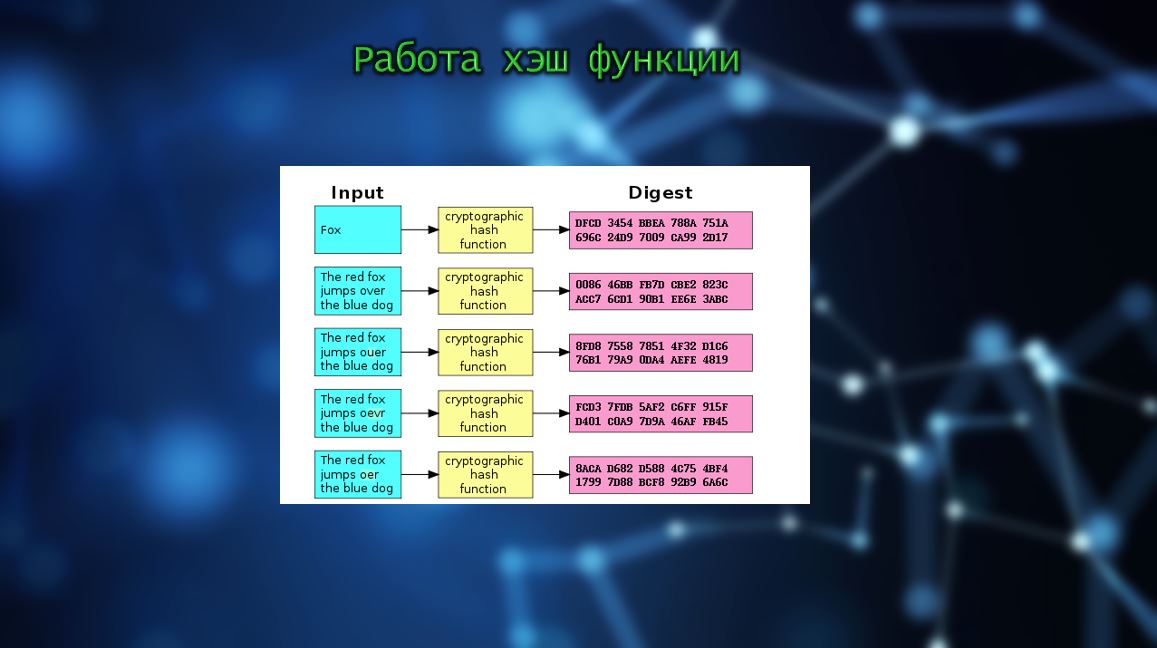 Работа хэш функции
Input
Digest
Fox
cryptographic
hash
function
DFCD 3454 BBEA 788A 751A
696C 24D9 7009 CA99 2D17
The red fox
jumps over
the blue dog
cryptographic
hash
function
0086 46BB FB7D CBE2 823C
ACC7 6CD1 90B1 EE6E 3ABC
The red fox
jumps ouer
the blue dog
cryptographic
hash
function
8FD8 7558 7851 4F32 D1C6
76B1 79A9 0DA4 AEFE 4819
The red fox
jumps oevr
the blue dog
cryptographic
hash
function
FCD3 7FDB 5AF2 C6FF 915F
D401 C0A9 7D9A 46AF FB45
The red fox
jumps oer
the blue dog
cryptographic
hash
function
8ACA D682 D588 4C75 4BF4
1799 7D88 BCF8 92B9 6A6C